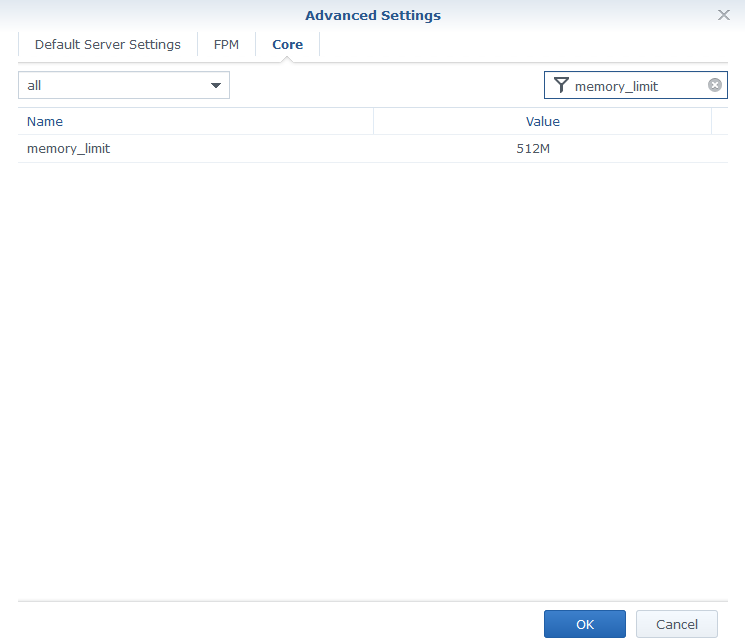 Advanced Settings
Default Server Settings FPM Core
all memory_limit
Name Value
memory_limit 512M
OK Cancel